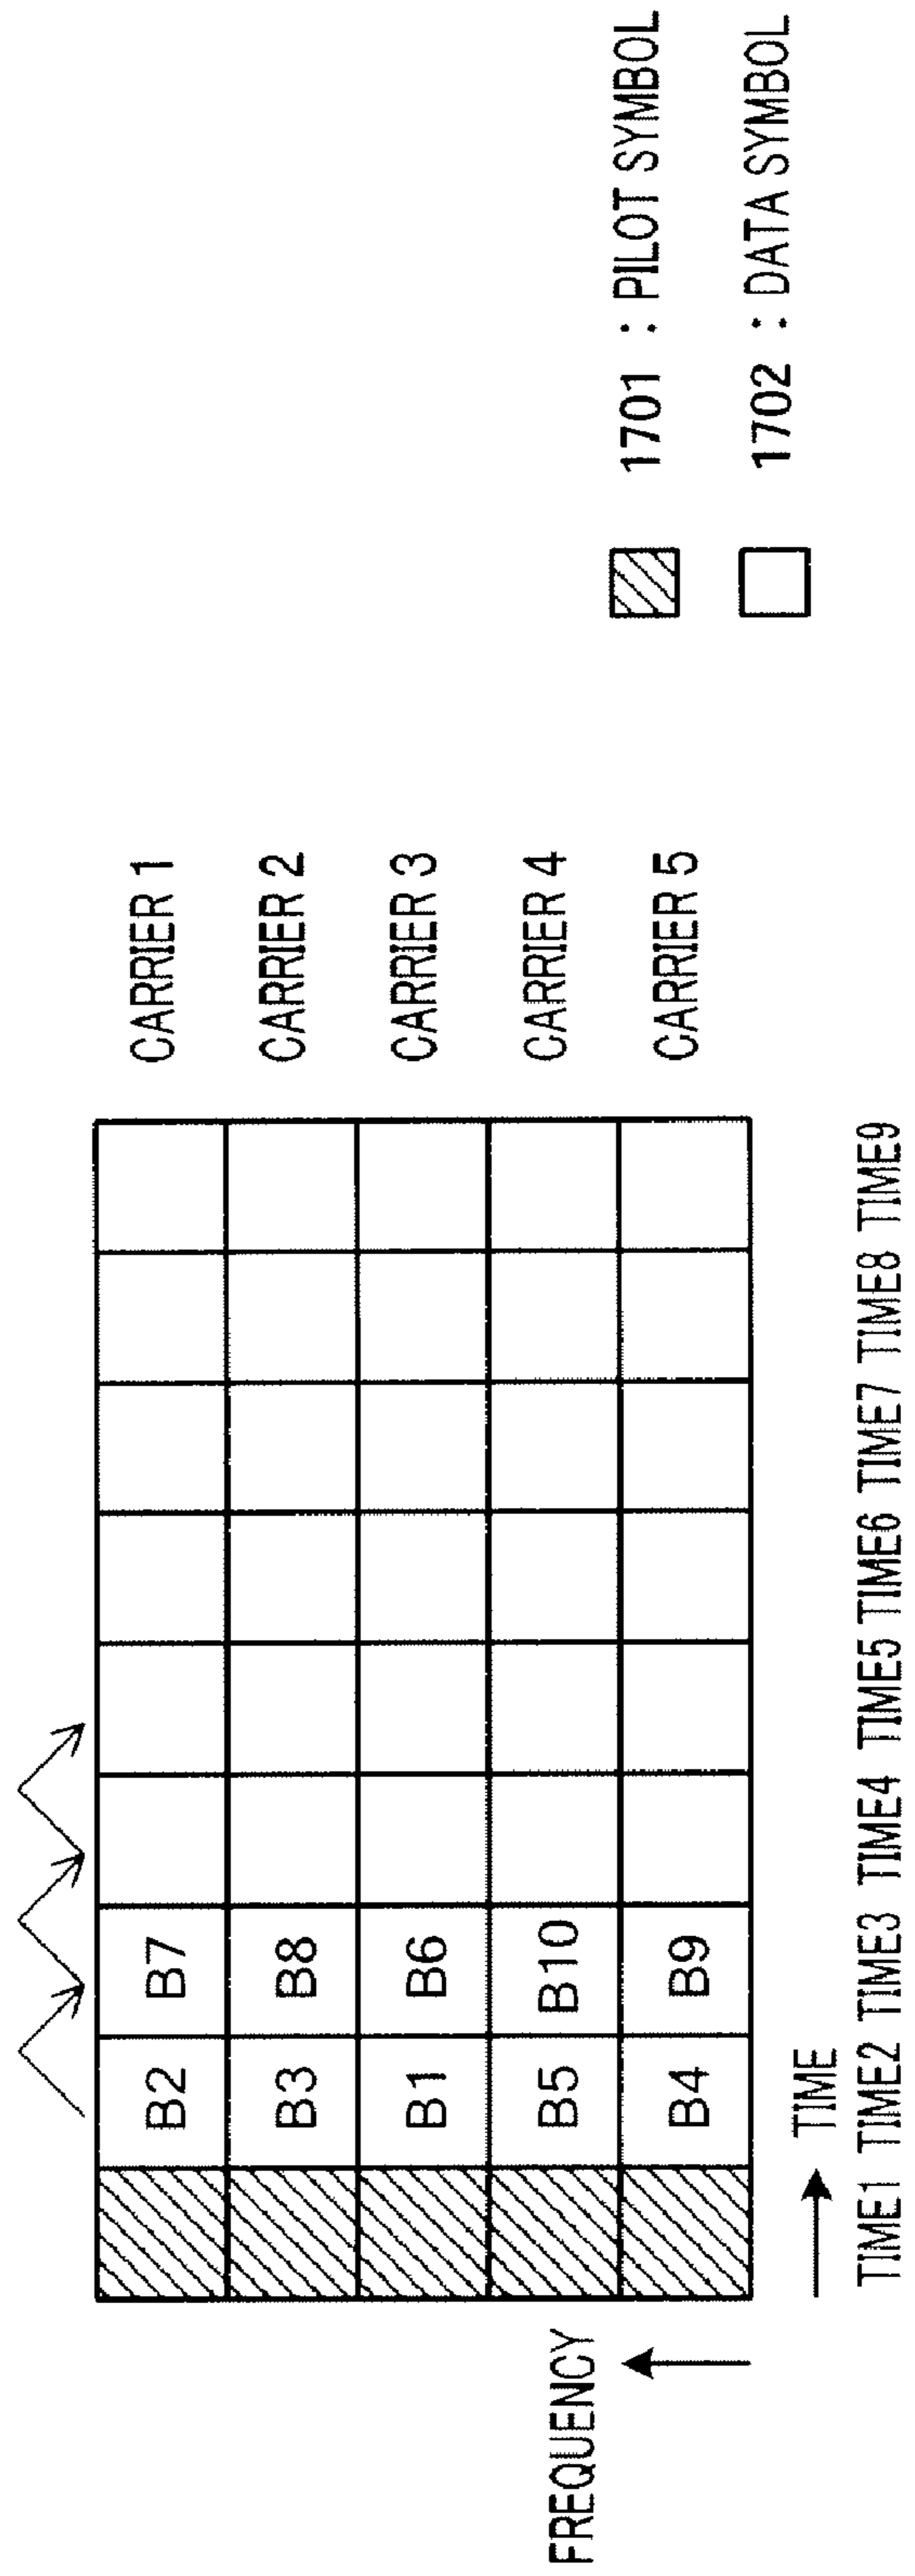 B2 B7 CARRIER 1
B3 B8 CARRIER 2
B1 B6 CARRIER 3
B5 B10 CARRIER 4
B4 B9 CARRIER 5
FREQUENCY
TIME
TIME1 TIME2 TIME3 TIME4 TIME5 TIME6 TIME7 TIME8 TIME9
1701 : PILOT SYMBOL
1702 : DATA SYMBOL